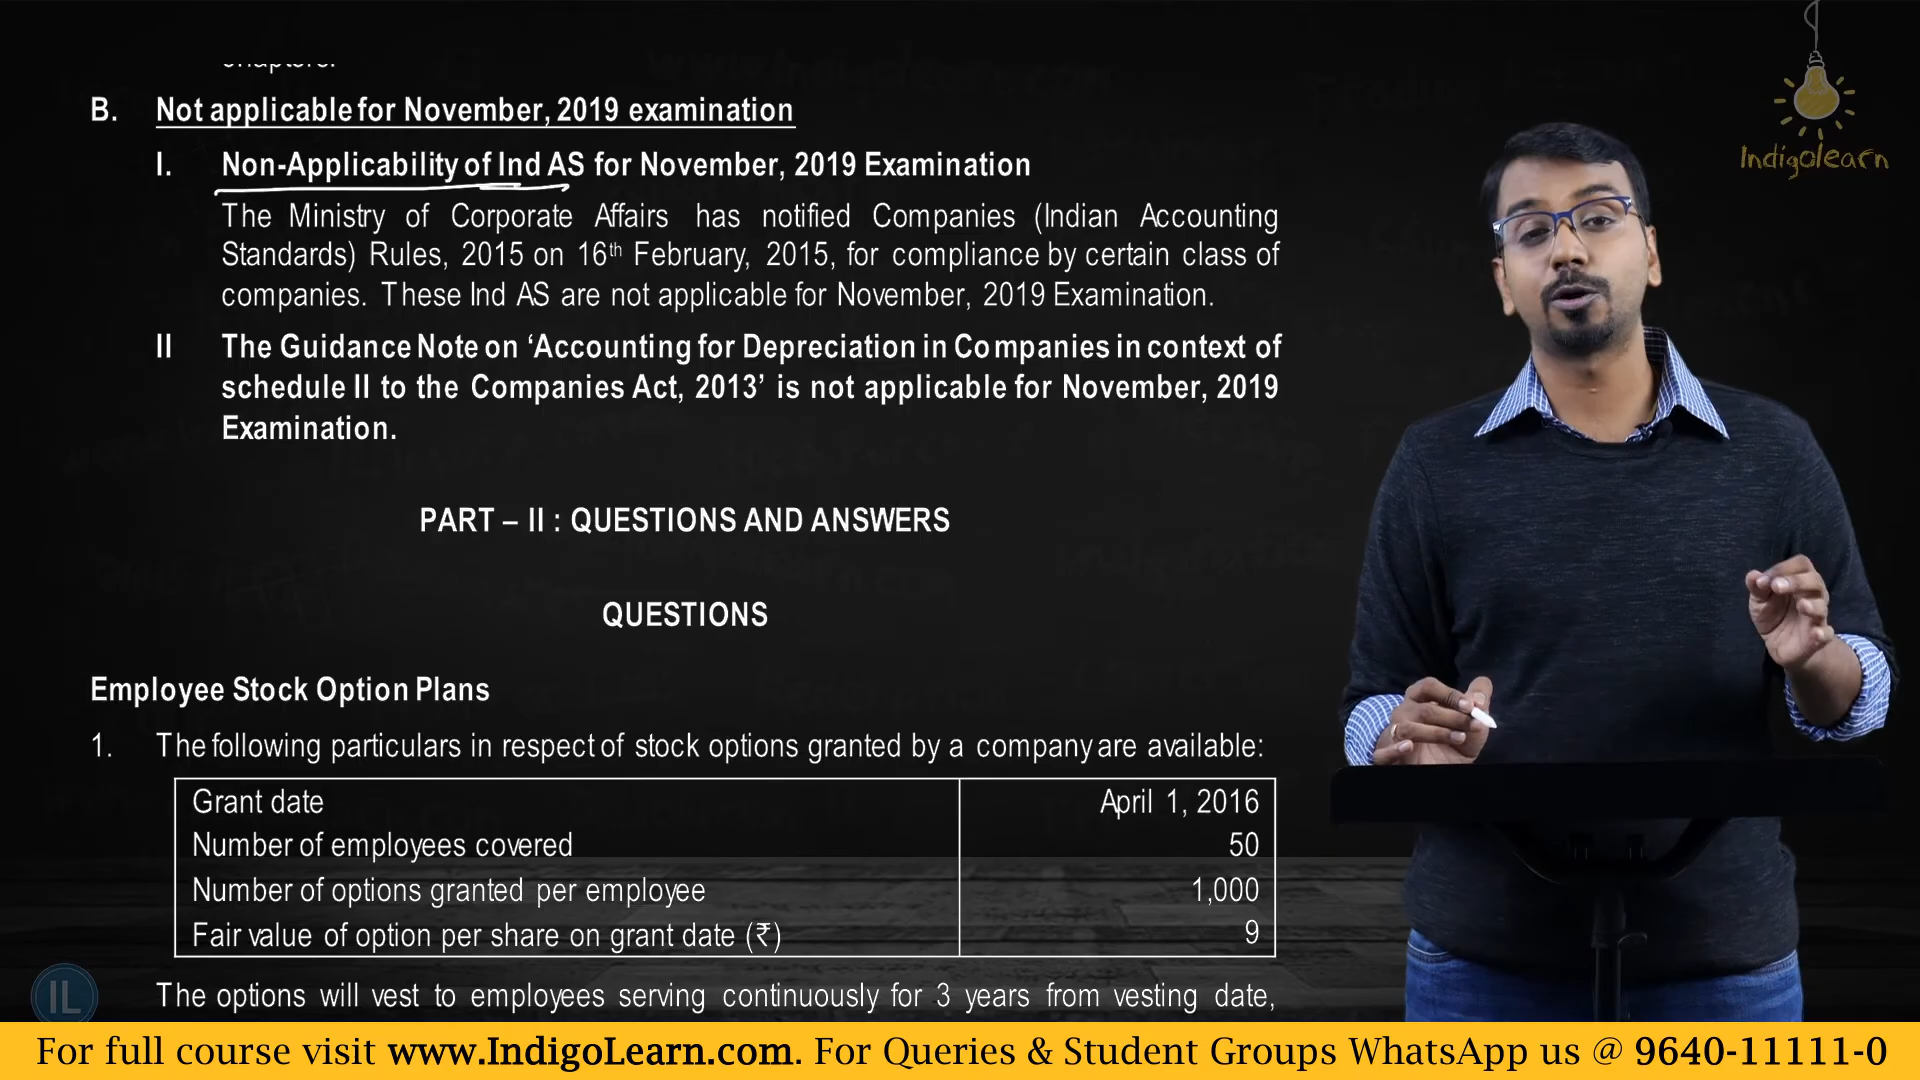 chapters.
B. Not applicable for November, 2019 examination
I. Non-Applicability of Ind AS for November, 2019 Examination
The Ministry of Corporate Affairs has notified Companies (Indian Accounting
Standards) Rules, 2015 on 16th February, 2015, for compliance by certain class of
companies. These Ind AS are not applicable for November, 2019 Examination.
II The Guidance Note on ‘Accounting for Depreciation in Companies in context of
schedule II to the Companies Act, 2013’ is not applicable for November, 2019
Examination.
PART – II : QUESTIONS AND ANSWERS
QUESTIONS
Employee Stock Option Plans
1. The following particulars in respect of stock options granted by a company are available:
Grant date April 1, 2016
Number of employees covered 50
Number of options granted per employee 1,000
Fair value of option per share on grant date (₹) 9
The options will vest to employees serving continuously for 3 years from vesting date,
Indigolearn
IL
For full course visit www.IndigoLearn.com. For Queries & Student Groups WhatsApp us @ 9640-11111-0